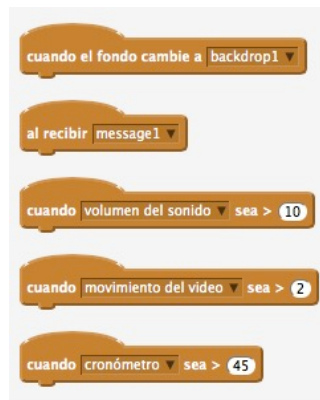 cuando el fondo cambie a backdrop1
al recibir message1
cuando volumen del sonido sea > 10
cuando movimiento del video sea > 2
cuando cronómetro sea > 45